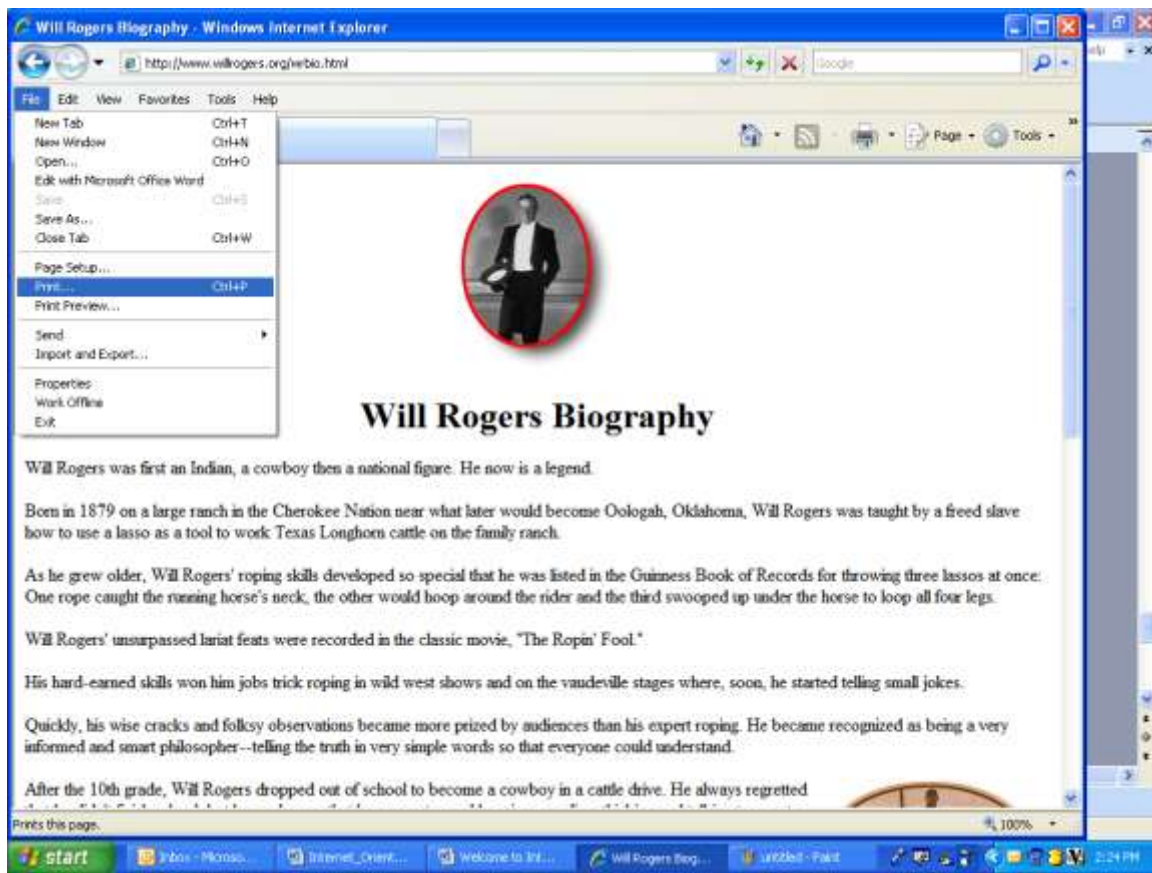 Will Rogers Biography - Windows Internet Explorer
http://www.willrogers.org/wrbio.html
Google
File Edit View Favorites Tools Help
New Tab Ctrl+T
New Window Ctrl+N
Open... Ctrl+O
Edit with Microsoft Office Word
Save Ctrl+S
Save As...
Close Tab Ctrl+W
Page Setup...
Print... Ctrl+P
Print Preview...
Send
Import and Export...
Properties
Work Offline
Exit
Page Tools
Will Rogers Biography
Will Rogers was first an Indian, a cowboy then a national figure. He now is a legend.
Born in 1879 on a large ranch in the Cherokee Nation near what later would become Oologah, Oklahoma, Will Rogers was taught by a freed slave
how to use a lasso as a tool to work Texas Longhorn cattle on the family ranch.
As he grew older, Will Rogers' roping skills developed so special that he was listed in the Guinness Book of Records for throwing three lassos at once:
One rope caught the running horse's neck, the other would hoop around the rider and the third swooped up under the horse to loop all four legs.
Will Rogers' unsurpassed lariat feats were recorded in the classic movie, "The Ropin' Fool."
His hard-earned skills won him jobs trick roping in wild west shows and on the vaudeville stages where, soon, he started telling small jokes.
Quickly, his wise cracks and folksy observations became more prized by audiences than his expert roping. He became recognized as being a very
informed and smart philosopher--telling the truth in very simple words so that everyone could understand.
After the 10th grade, Will Rogers dropped out of school to become a cowboy in a cattle drive. He always regretted
Prints this page.
100%
start
Inbox - Microso...
Internet_Orient...
Welcome to Int...
Will Rogers Biog...
untitled - Paint
2:24 PM